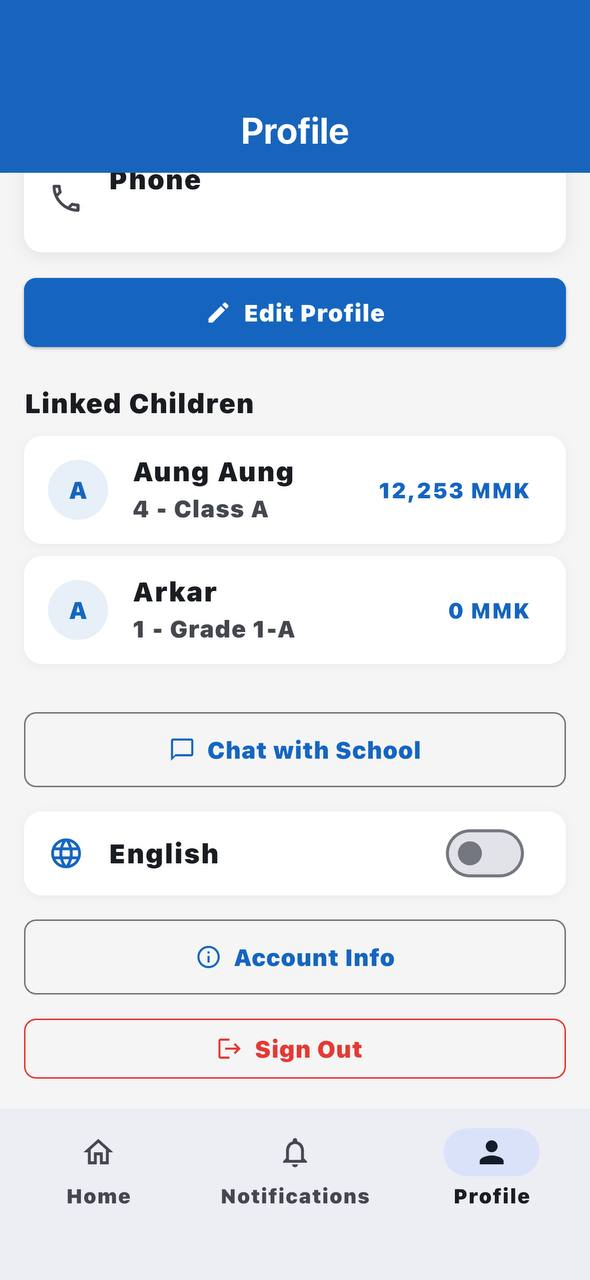 Profile
Phone
Edit Profile
Linked Children
A
Aung Aung
4 - Class A
12,253 MMK
A
Arkar
1 - Grade 1-A
0 MMK
Chat with School
English
Account Info
Sign Out
Home
Notifications
Profile